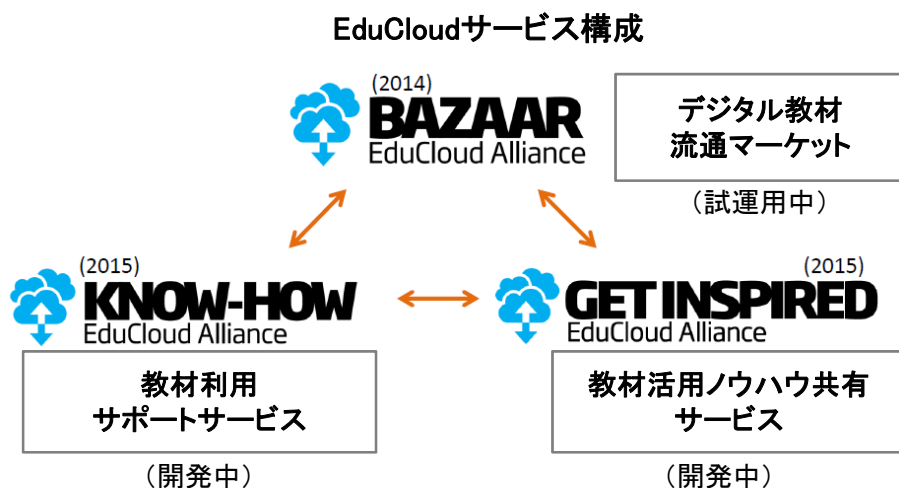 EduCloudサービス構成
(2014)
BAZAAR
EduCloud Alliance
デジタル教材
流通マーケット
（試運用中）
(2015)
KNOW-HOW
EduCloud Alliance
教材利用
サポートサービス
（開発中）
(2015)
GET INSPIRED
EduCloud Alliance
教材活用ノウハウ共有
サービス
（開発中）